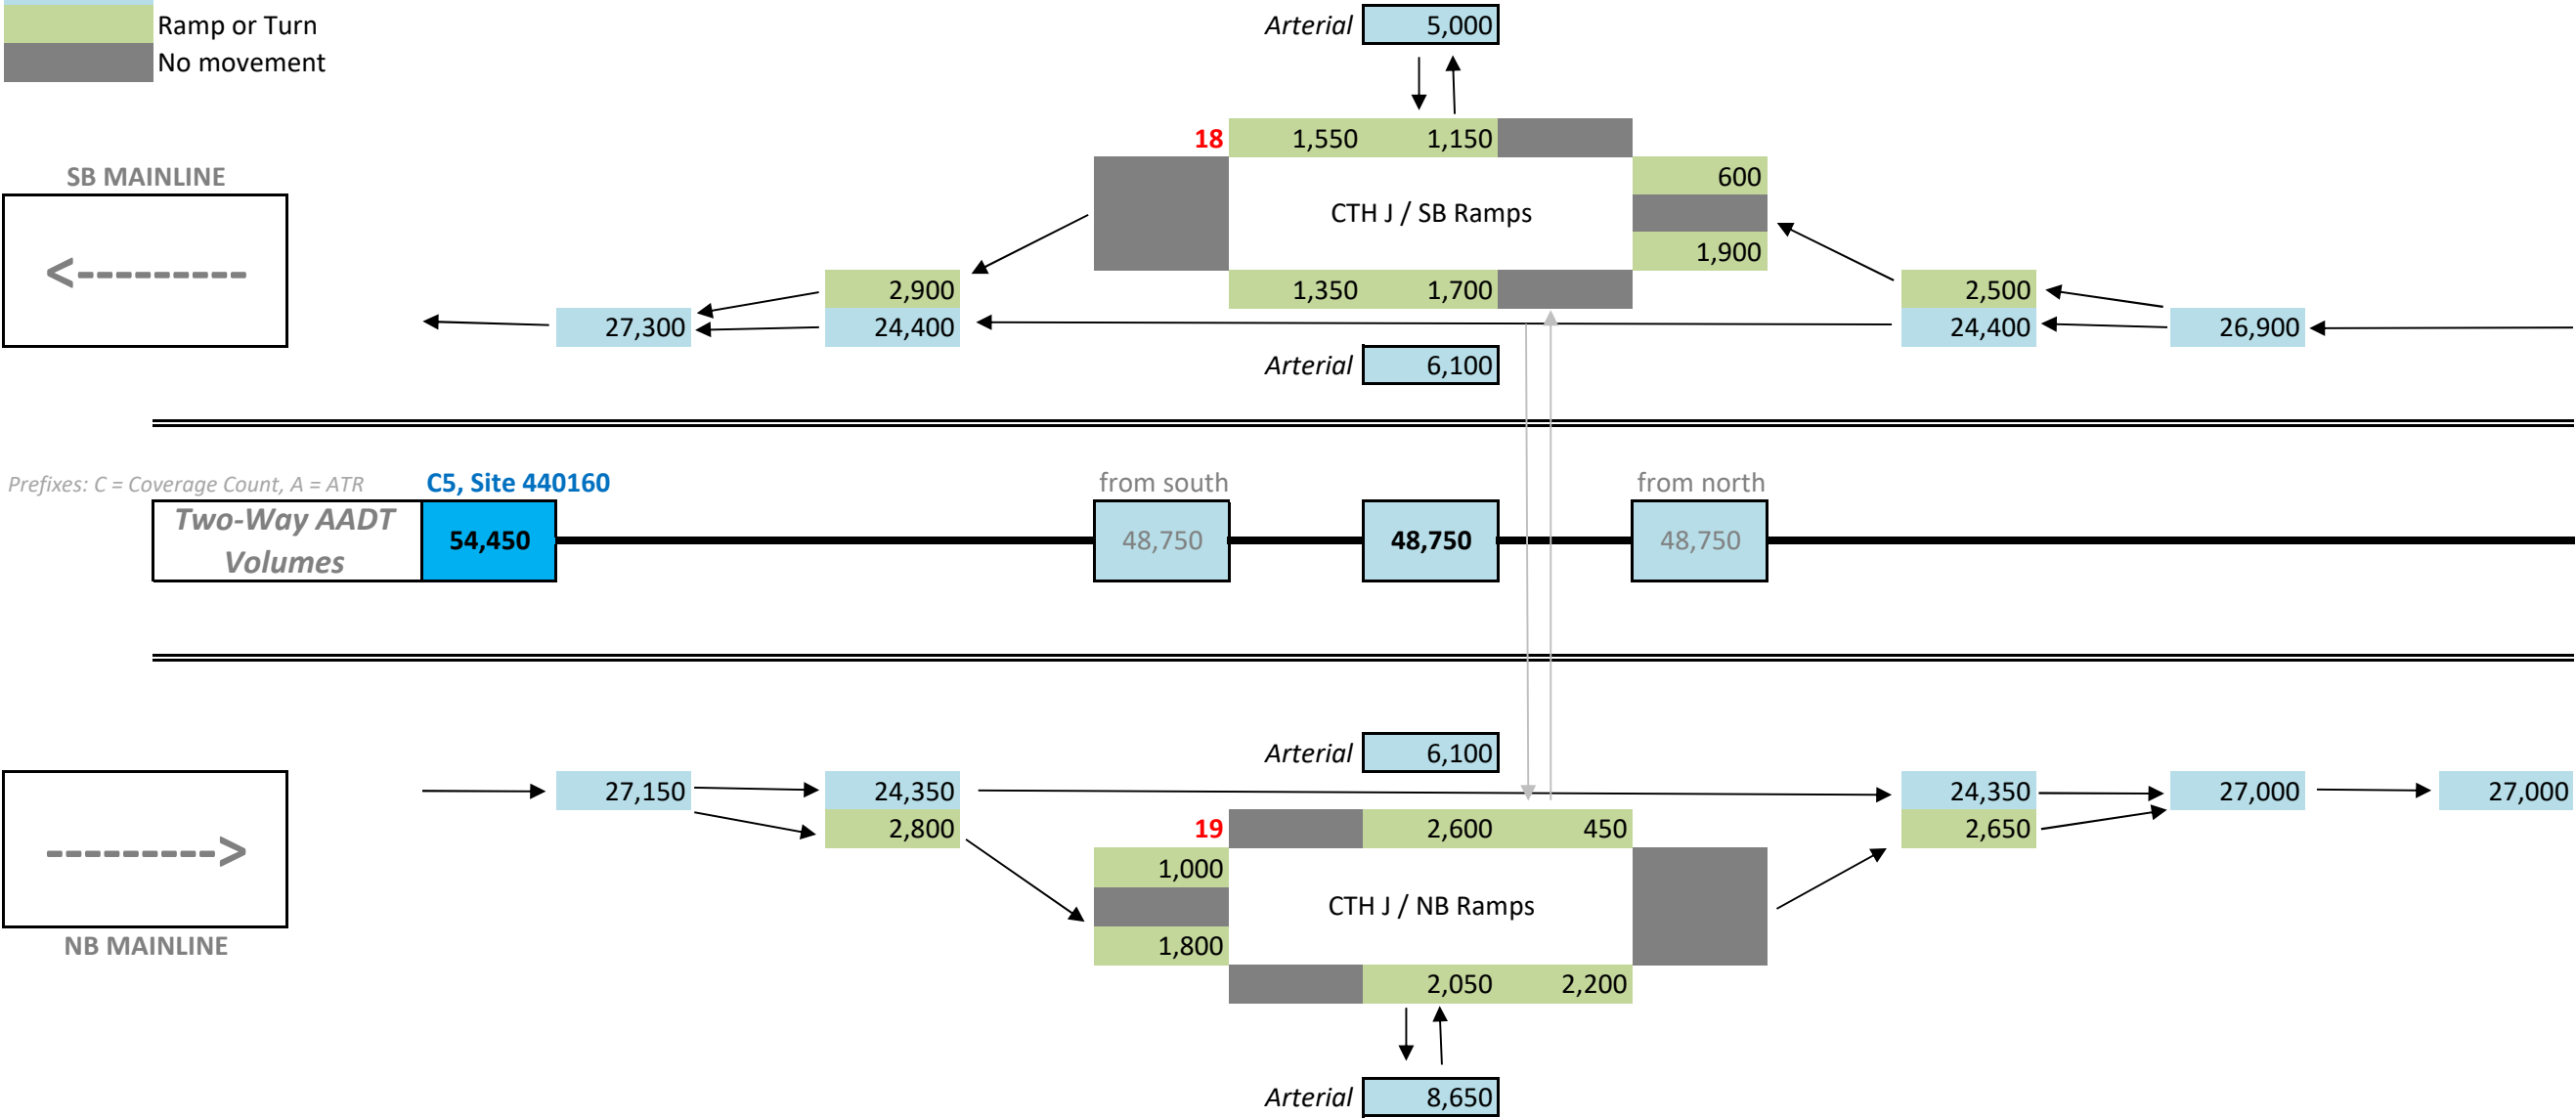 Ramp or Turn
No movement
Arterial 5,000
18 1,550 1,150
SB MAINLINE
600
CTH J / SB Ramps
<---------
1,900
2,900 1,350 1,700 2,500
27,300 24,400 24,400 26,900
Arterial 6,100
Prefixes: C = Coverage Count, A = ATR C5, Site 440160 from south from north
Two-Way AADT
Volumes
54,450 48,750 48,750 48,750
Arterial 6,100
27,150 24,350 24,350 27,000 27,000
2,800 19 2,600 450 2,650
--------->
1,000
CTH J / NB Ramps
1,800
NB MAINLINE
2,050 2,200
Arterial 8,650